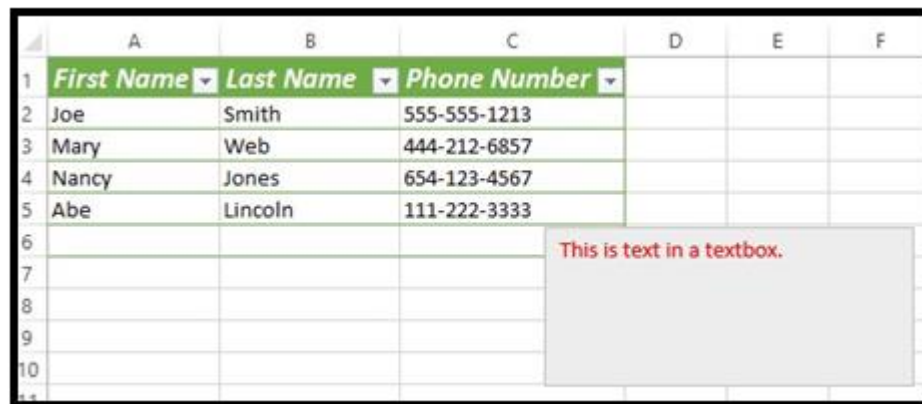 A B C D E F
1 First Name Last Name Phone Number
2 Joe Smith 555-555-1213
3 Mary Web 444-212-6857
4 Nancy Jones 654-123-4567
5 Abe Lincoln 111-222-3333
6 This is text in a textbox.
7
8
9
10